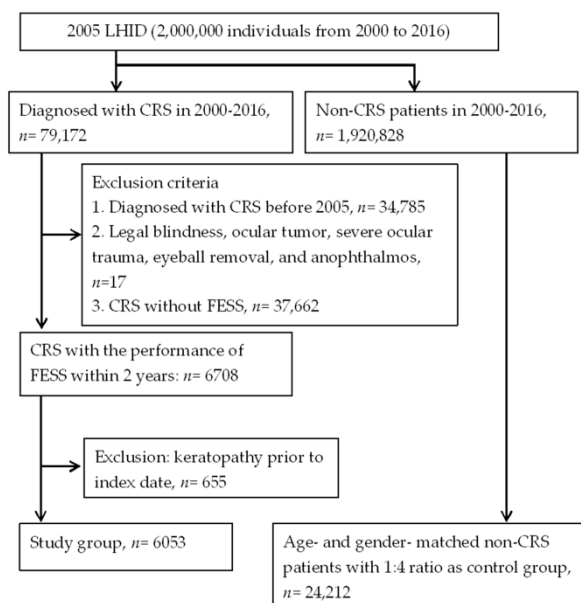 2005 LHID (2,000,000 individuals from 2000 to 2016)
Diagnosed with CRS in 2000-2016,
n= 79,172
Non-CRS patients in 2000-2016,
n= 1,920,828
Exclusion criteria
1. Diagnosed with CRS before 2005, n= 34,785
2. Legal blindness, ocular tumor, severe ocular
trauma, eyeball removal, and anophthalmos,
n=17
3. CRS without FESS, n= 37,662
CRS with the performance of
FESS within 2 years: n= 6708
Exclusion: keratopathy prior to
index date, n= 655
Study group, n= 6053
Age- and gender- matched non-CRS
patients with 1:4 ratio as control group,
n= 24,212